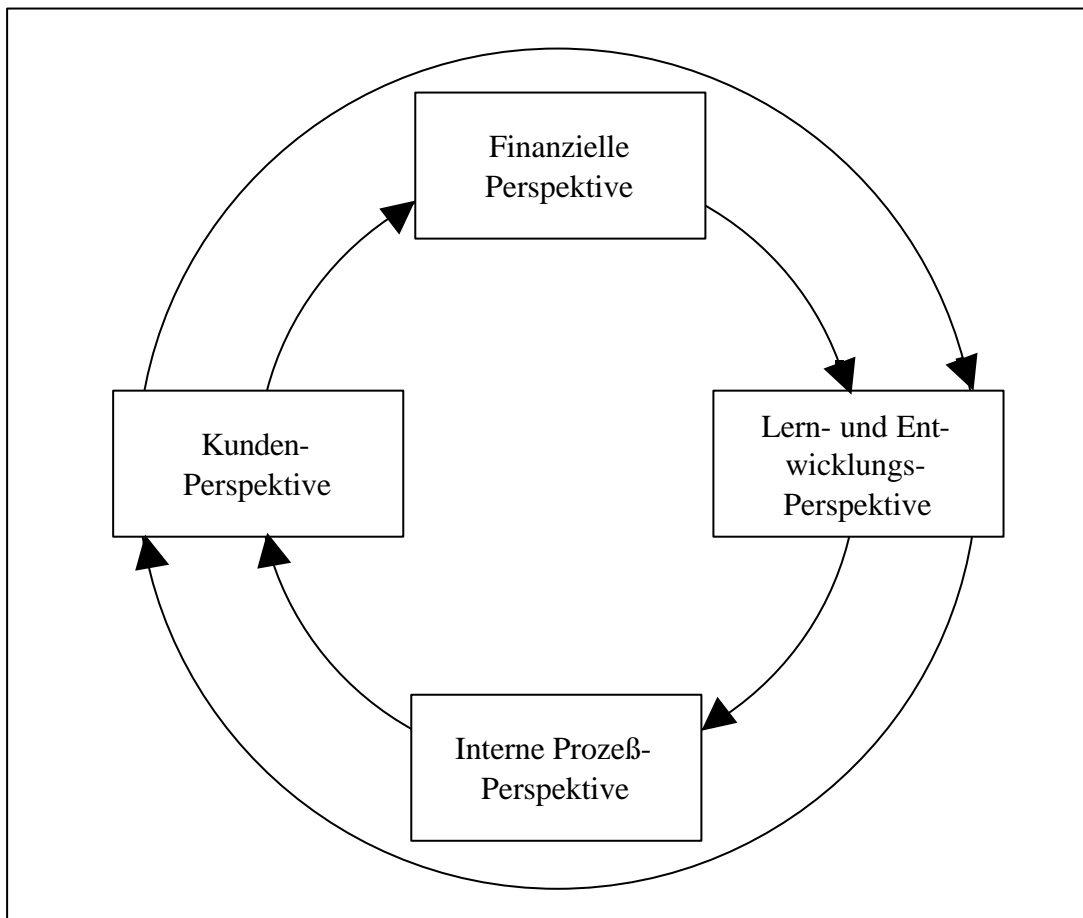 Finanzielle
Perspektive
Kunden-
Perspektive
Lern- und Ent-
wicklungs-
Perspektive
Interne Prozeß-
Perspektive